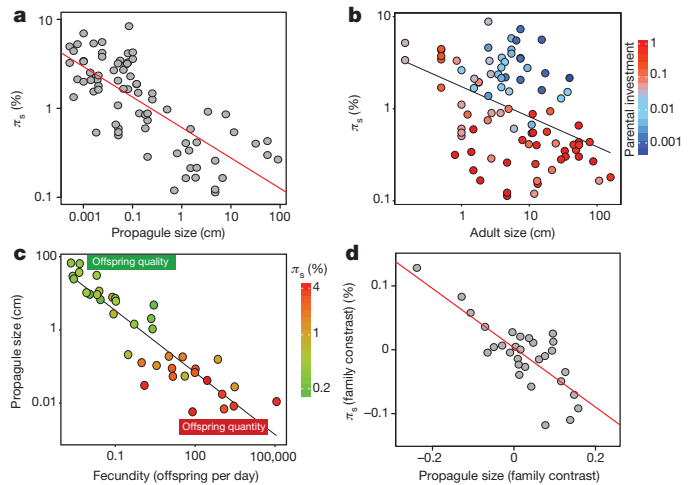 a
10
1
0.1
πs (%)
0.001 0.1 1 10 100
Propagule size (cm)
b
10
1
0.1
πs (%)
1 10 100
Adult size (cm)
1
0.1
0.01
0.001
Parental investment
c
100
1
0.01
Propagule size (cm)
Offspring quality
Offspring quantity
0.1 100 100,000
Fecundity (offspring per day)
πs (%)
4
1
0.2
d
0.1
0
−0.1
πs (family constrast) (%)
−0.2 0 0.2
Propagule size (family contrast)